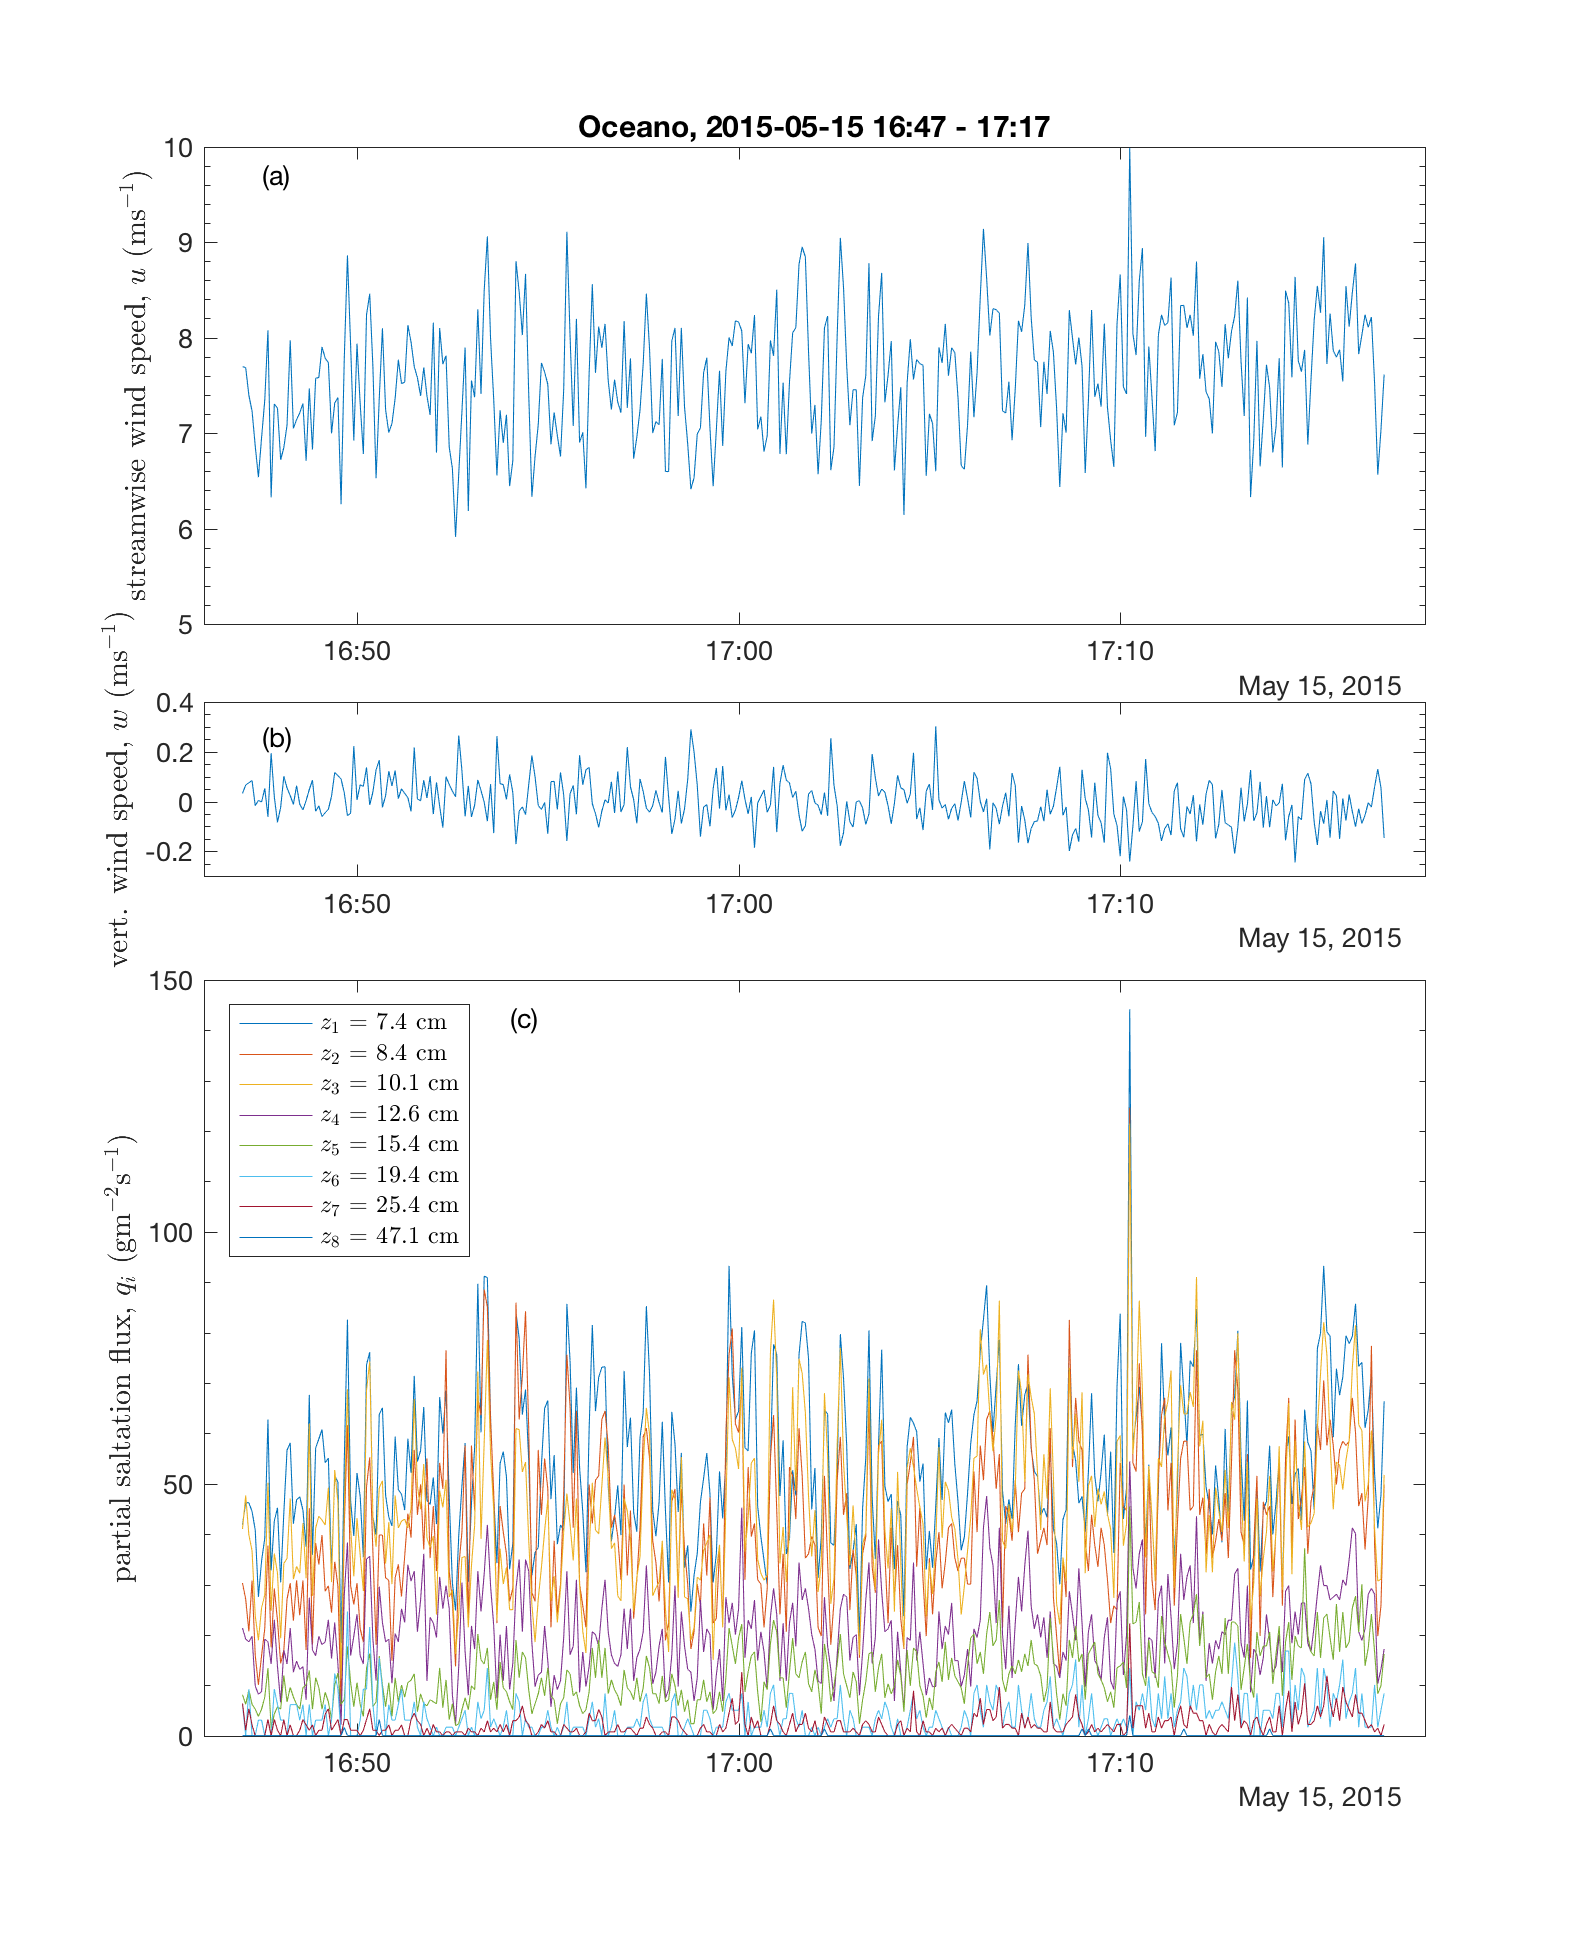 Oceano, 2015-05-15 16:47 - 17:17
(a)
streamwise wind speed, u (ms⁻¹)
10
9
8
7
6
5
16:50 17:00 17:10
May 15, 2015
(b)
vert. wind speed, w (ms⁻¹)
0.4
0.2
0
-0.2
16:50 17:00 17:10
May 15, 2015
(c)
partial saltation flux, qᵢ (gm⁻²s⁻¹)
150
100
50
0
z₁ = 7.4 cm
z₂ = 8.4 cm
z₃ = 10.1 cm
z₄ = 12.6 cm
z₅ = 15.4 cm
z₆ = 19.4 cm
z₇ = 25.4 cm
z₈ = 47.1 cm
16:50 17:00 17:10
May 15, 2015